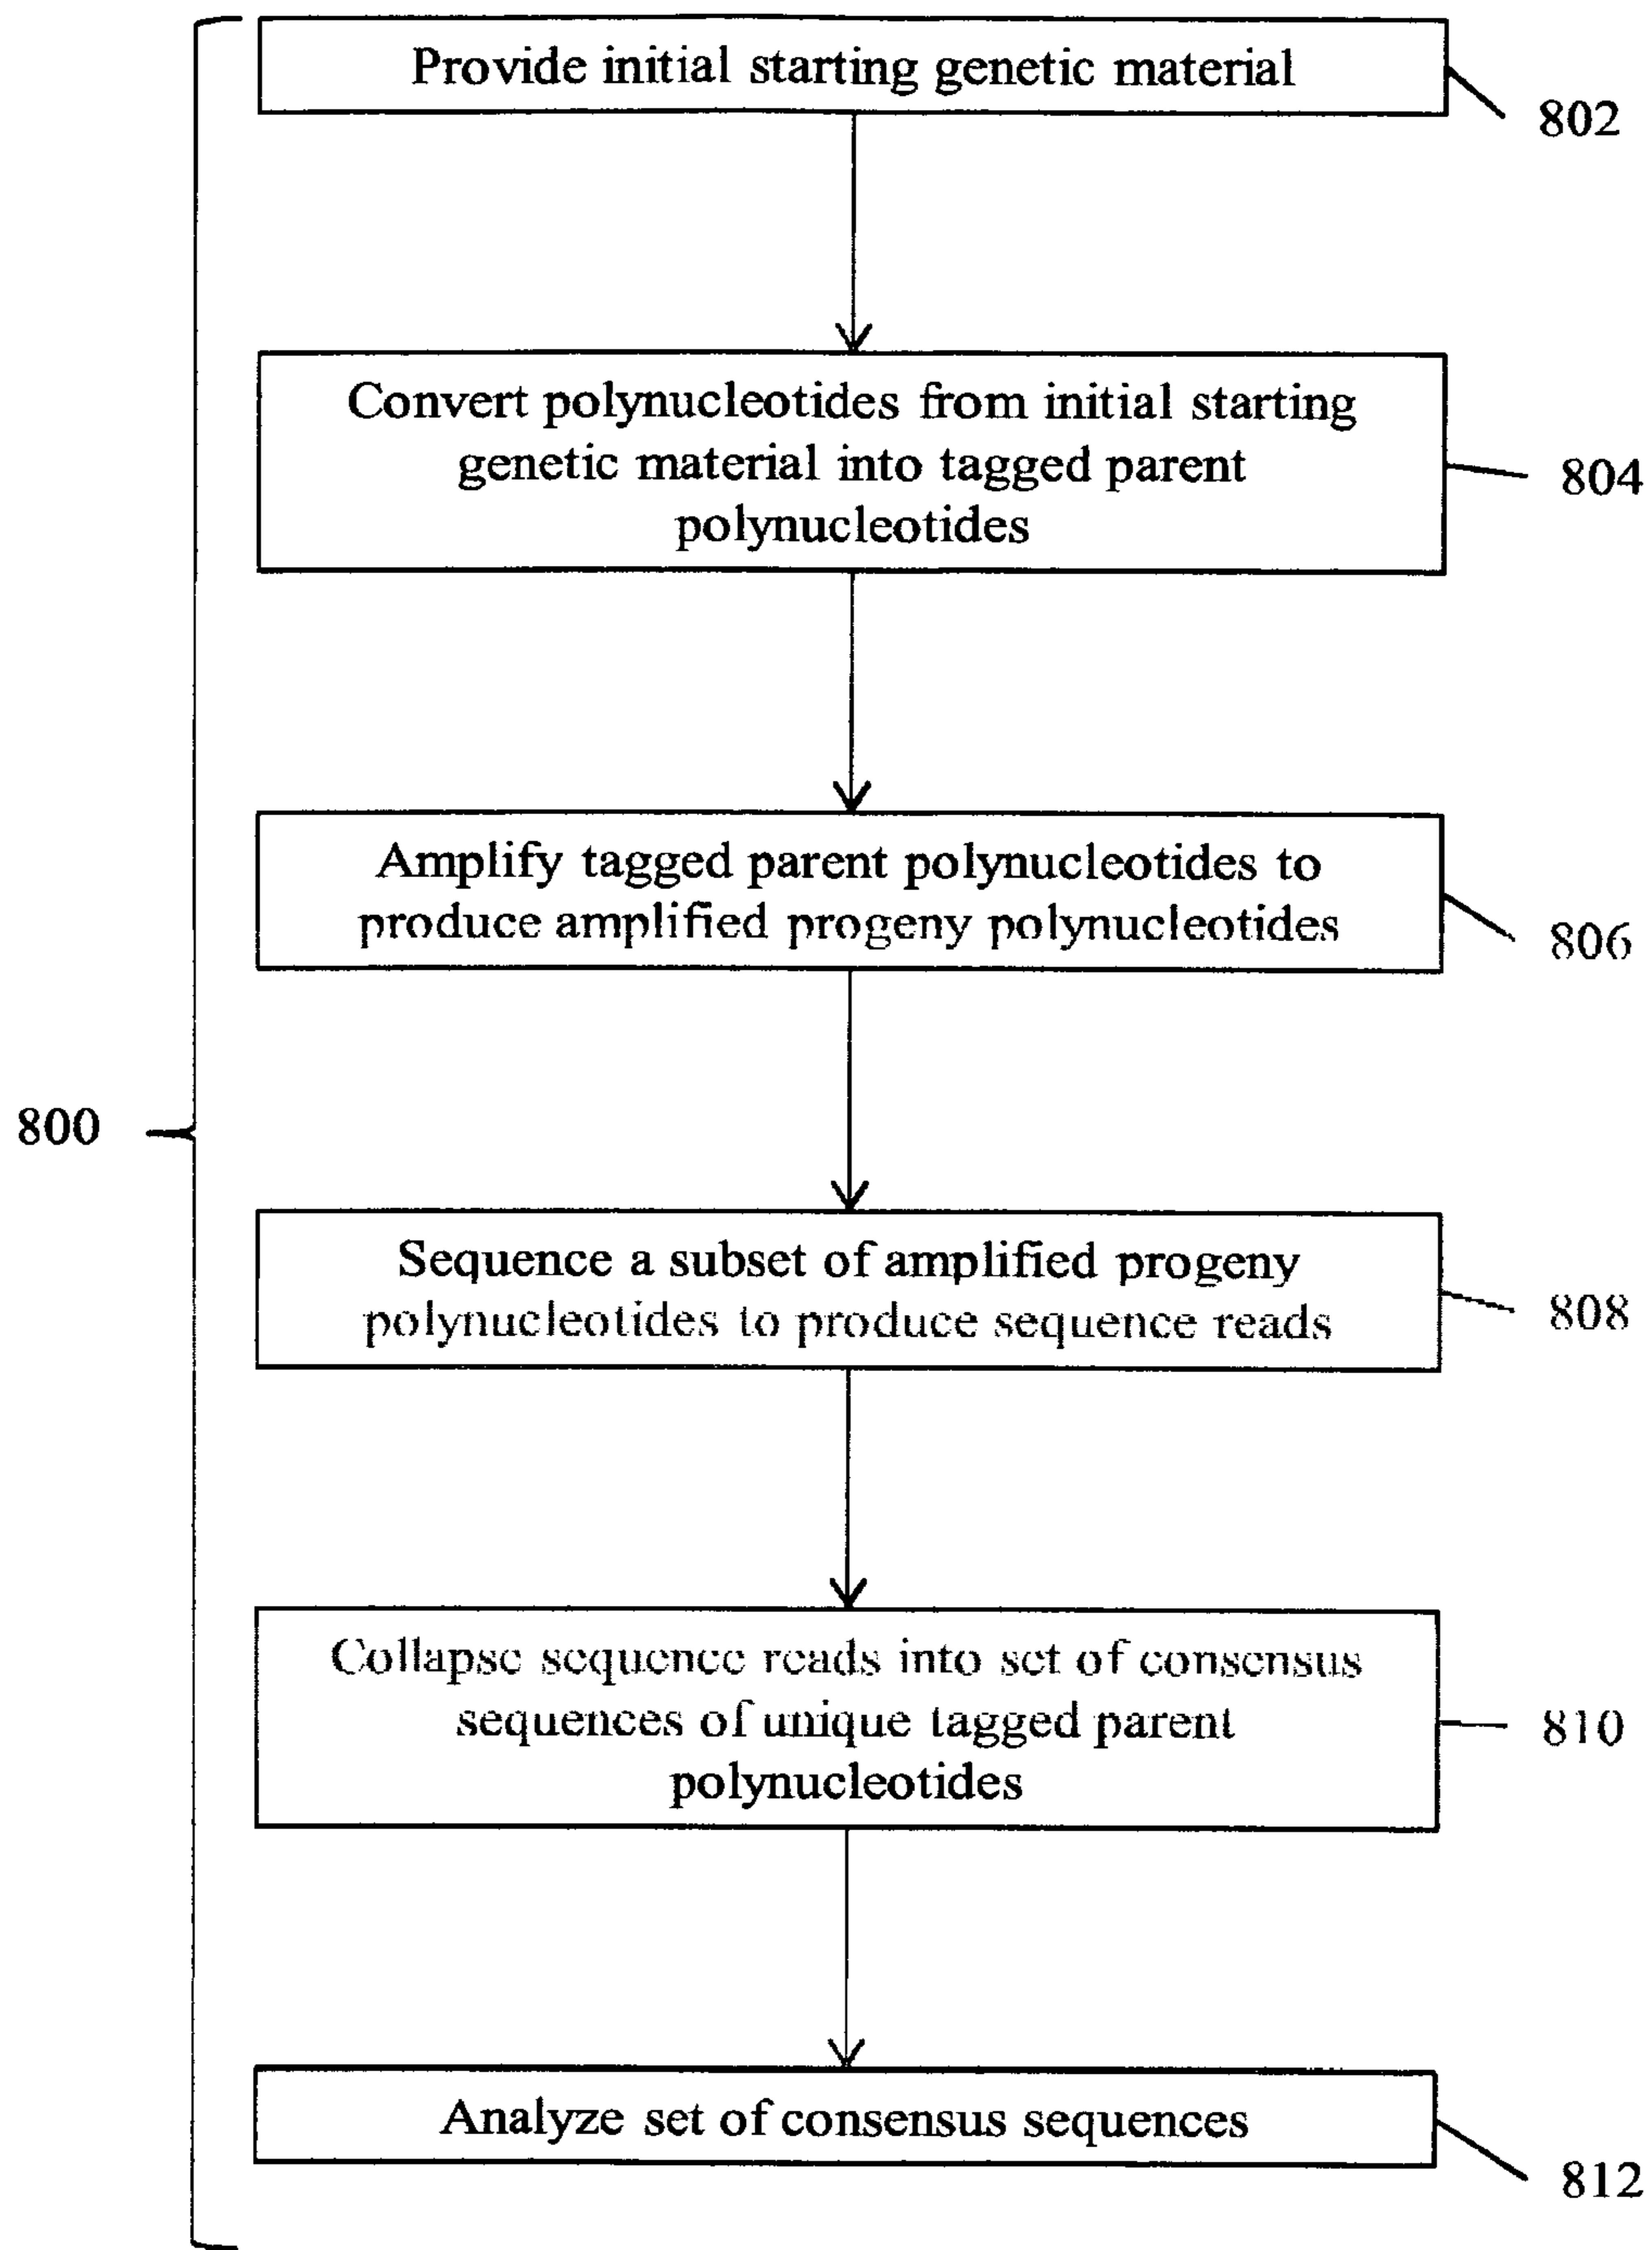 Provide initial starting genetic material
802
Convert polynucleotides from initial starting
genetic material into tagged parent
polynucleotides
804
Amplify tagged parent polynucleotides to
produce amplified progeny polynucleotides
806
800
Sequence a subset of amplified progeny
polynucleotides to produce sequence reads
808
Collapse sequence reads into set of consensus
sequences of unique tagged parent
polynucleotides
810
Analyze set of consensus sequences
812